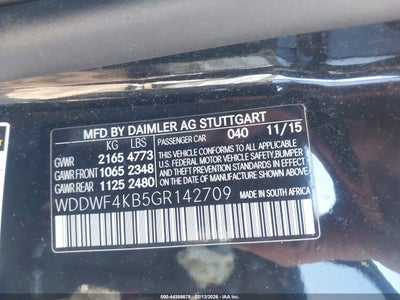 MFD BY DAIMLER AG STUTTGART
KG LBS PASSENGER CAR 040 11/15
GVWR 2165 4773 THIS VEHICLE CONFORMS TO ALL APPLICABLE
GAWR FRONT 1065 2348 U.S. FEDERAL MOTOR VEHICLE SAFETY, BUMPER
GAWR REAR 1125 2480 AND THEFT PREVENTION STANDARDS IN EFFECT
ON THE DATE OF MANUFACTURE SHOWN ABOVE.
WDDWF4KB5GR142709
MADE IN SOUTH AFRICA